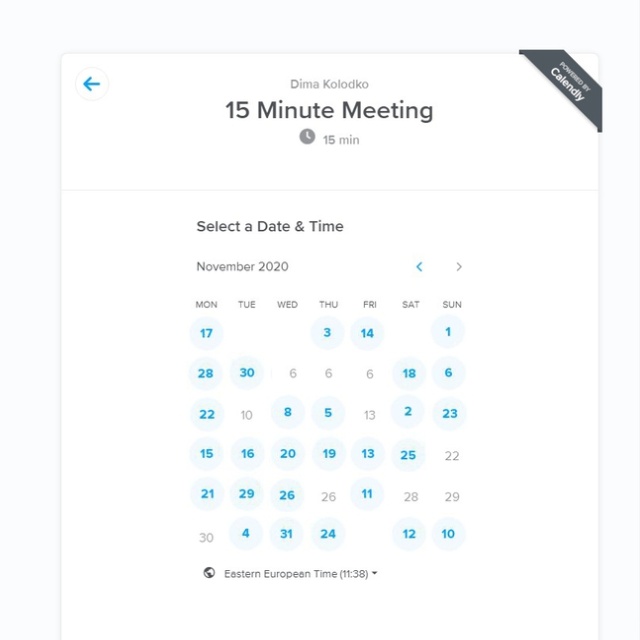 POWERED BY
Calendly
Dima Kolodko
15 Minute Meeting
15 min
Select a Date & Time
November 2020
MON TUE WED THU FRI SAT SUN
17 3 14 1
28 30 6 6 6 18 6
22 10 8 5 13 2 23
15 16 20 19 13 25 22
21 29 26 26 11 28 29
30 4 31 24 12 10
Eastern European Time (11:38)